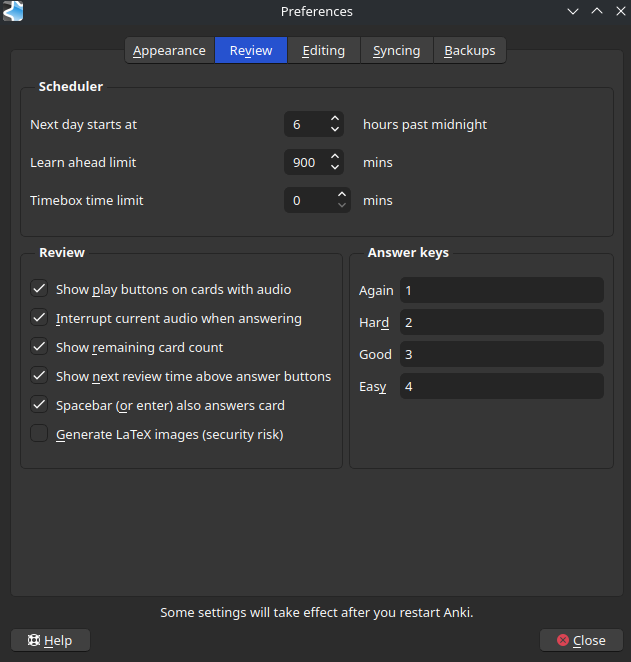 Preferences
Appearance Review Editing Syncing Backups
Scheduler
Next day starts at 6 hours past midnight
Learn ahead limit 900 mins
Timebox time limit 0 mins
Review
Show play buttons on cards with audio
Interrupt current audio when answering
Show remaining card count
Show next review time above answer buttons
Spacebar (or enter) also answers card
Generate LaTeX images (security risk)
Answer keys
Again 1
Hard 2
Good 3
Easy 4
Some settings will take effect after you restart Anki.
Help Close